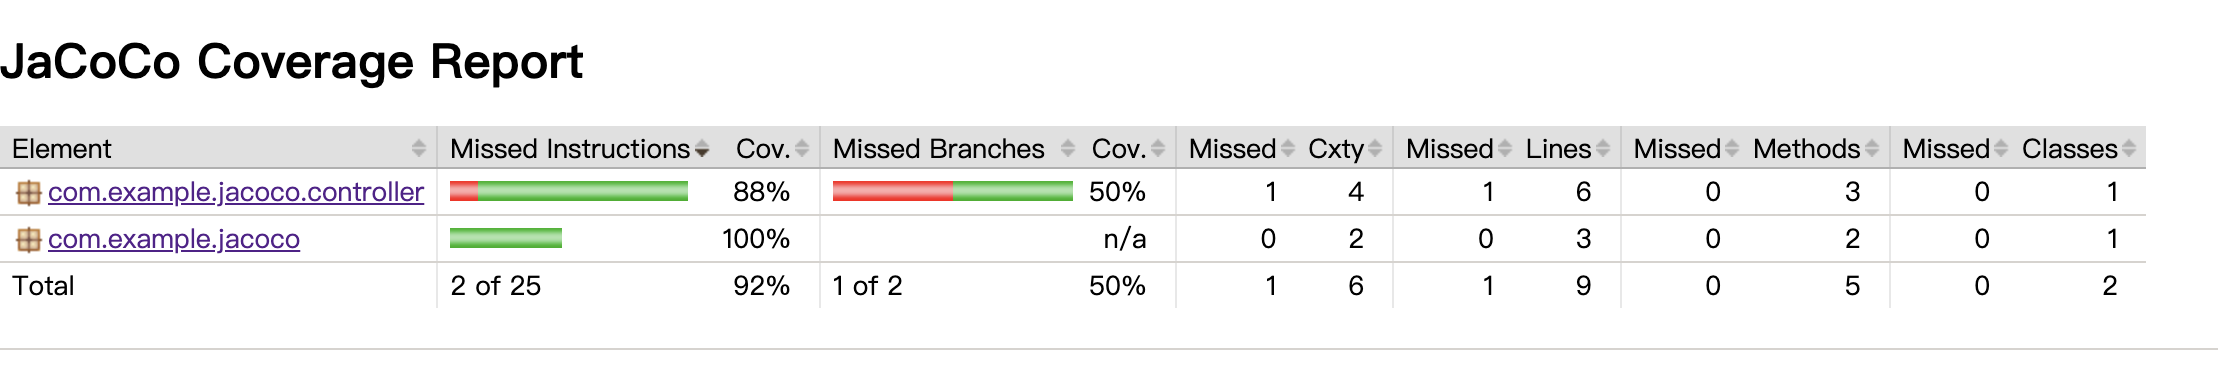 JaCoCo Coverage Report
Element Missed Instructions Cov. Missed Branches Cov. Missed Cxty Missed Lines Missed Methods Missed Classes
com.example.jacoco.controller 88% 50% 1 4 1 6 0 3 0 1
com.example.jacoco 100% n/a 0 2 0 3 0 2 0 1
Total 2 of 25 92% 1 of 2 50% 1 6 1 9 0 5 0 2